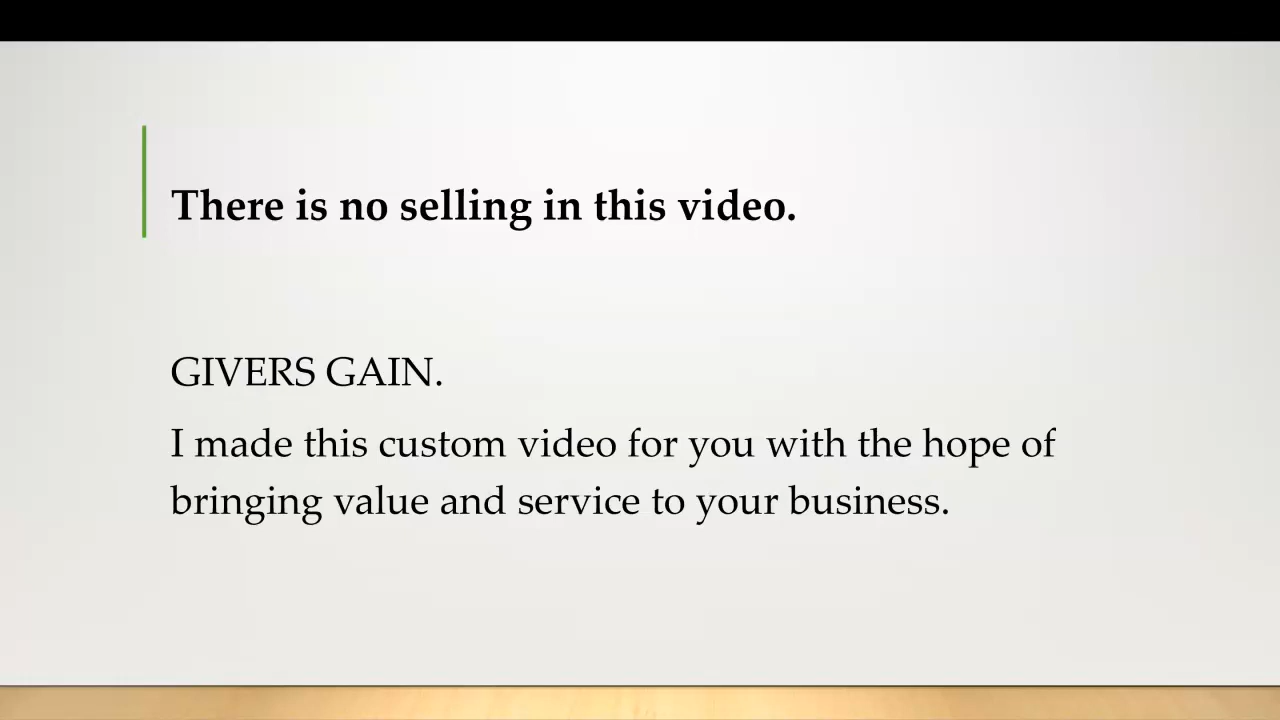 There is no selling in this video.
GIVERS GAIN.
I made this custom video for you with the hope of
bringing value and service to your business.